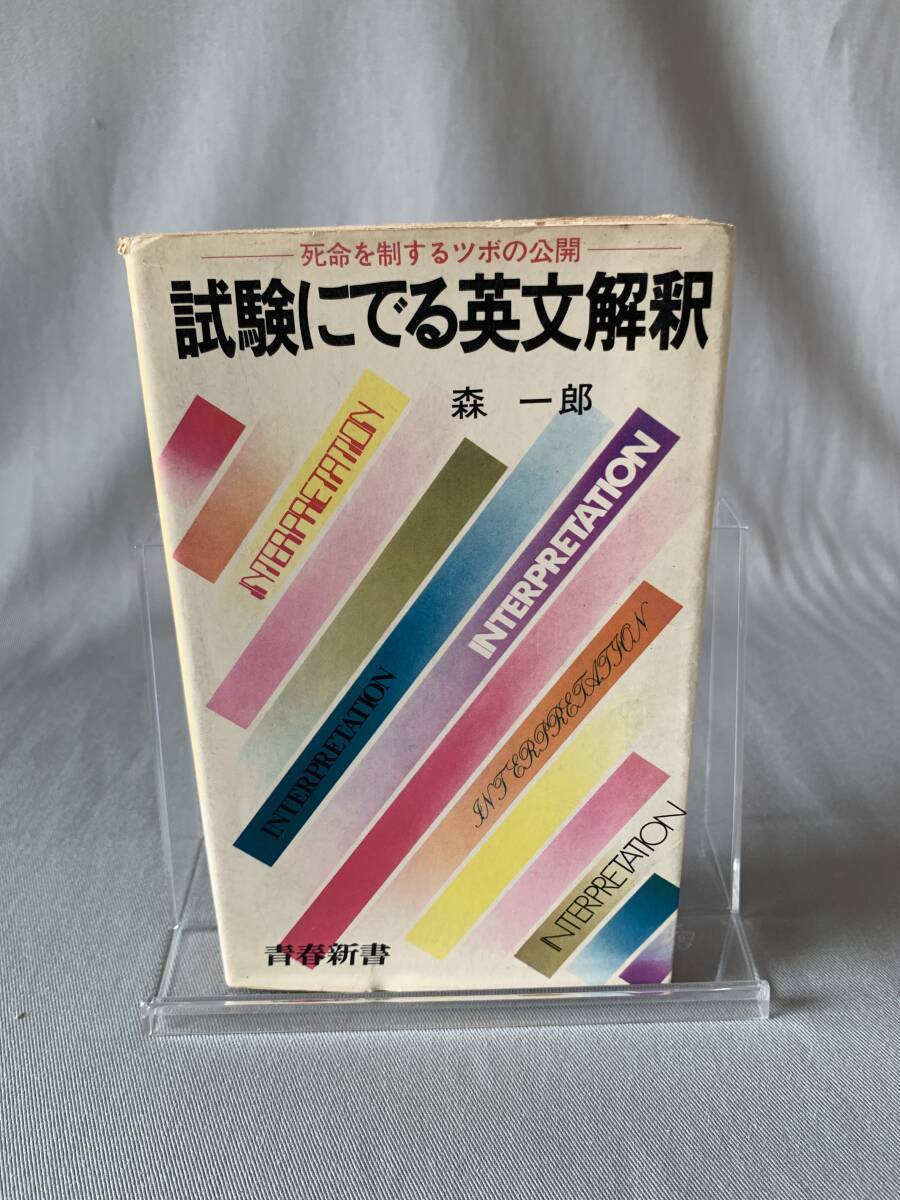 死命を制するツボの公開
試験にでる英文解釈
森 一郎
INTERPRETATION
INTERPRETATION
INTERPRETATION
INTERPRETATION
INTERPRETATION
青春新書